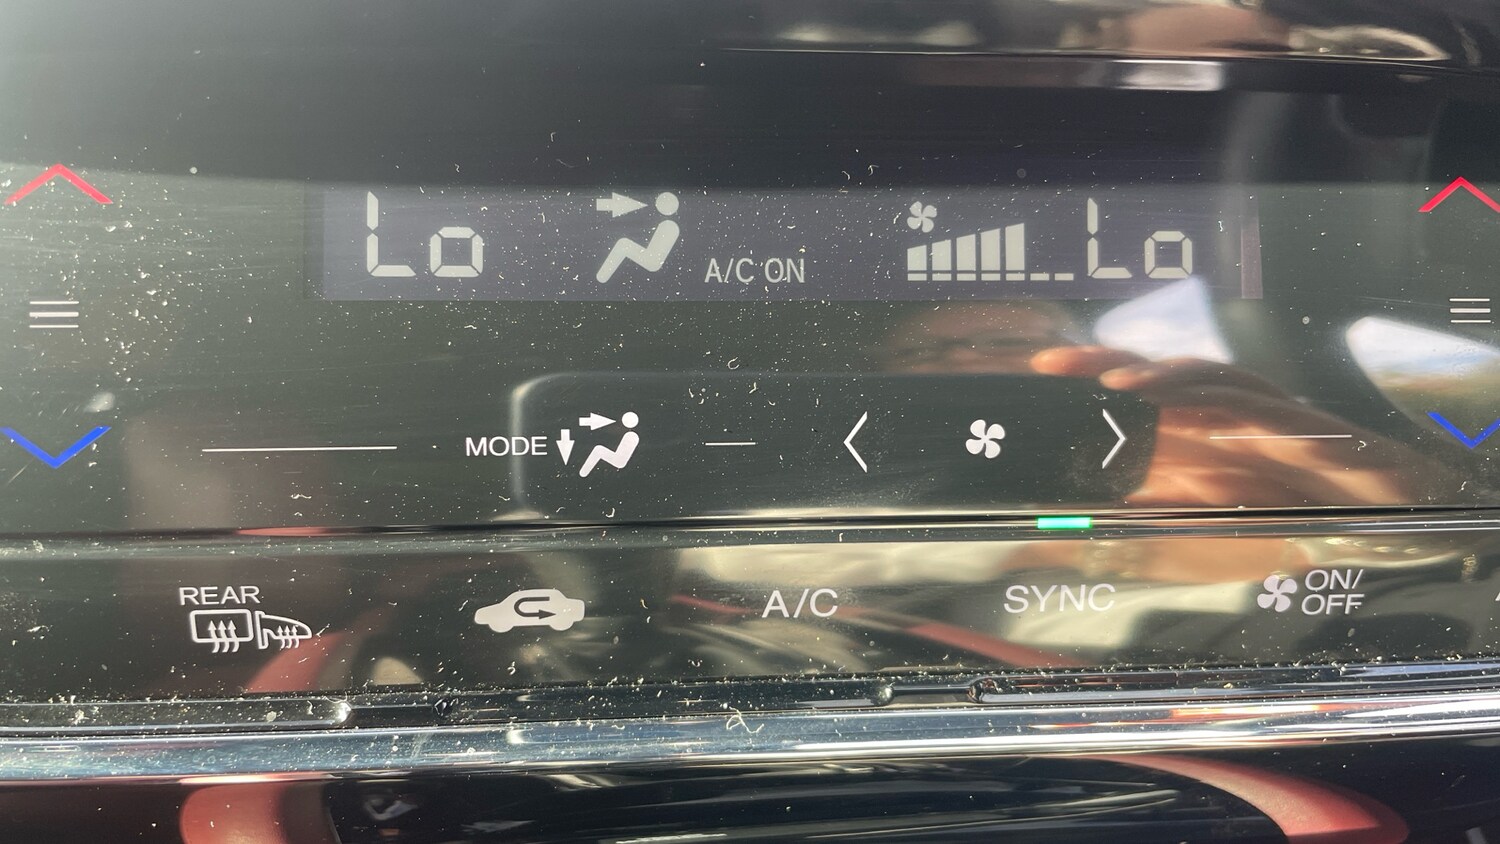 Lo A/C ON Lo
MODE
REAR A/C SYNC ON/
OFF